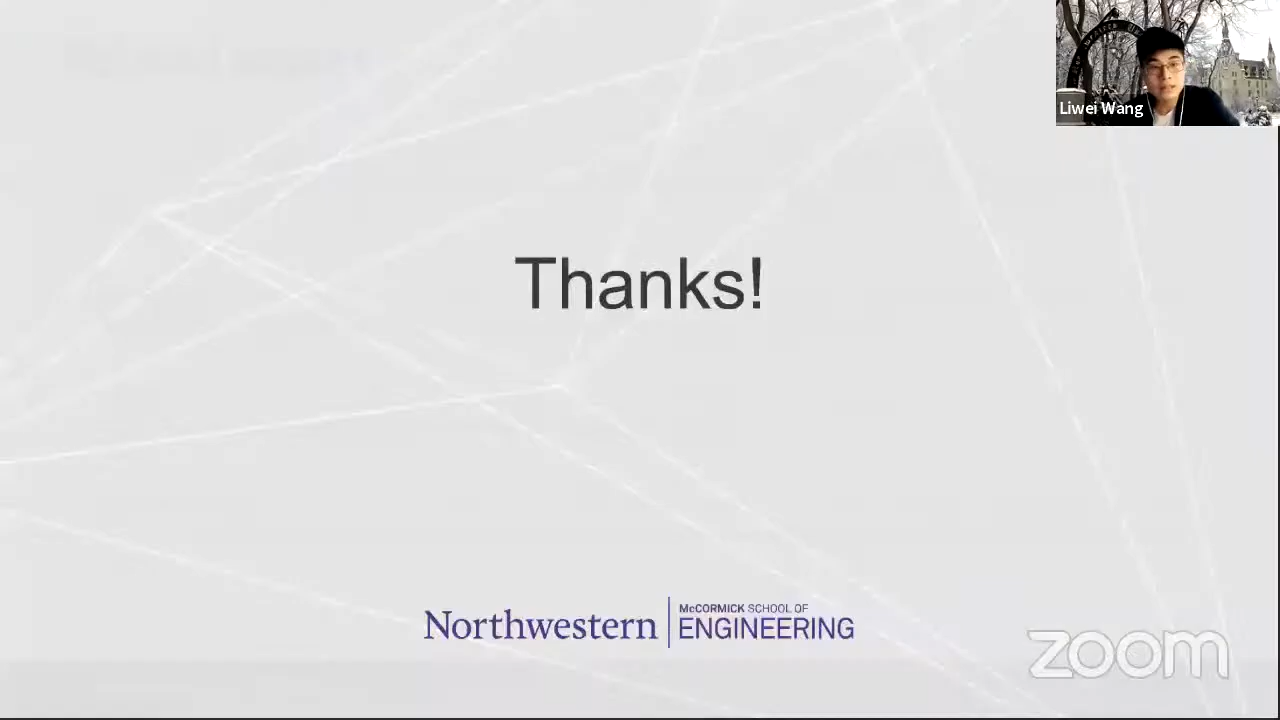 Liwei Wang
Thanks!
Northwestern
McCORMICK SCHOOL OF
ENGINEERING
zoom